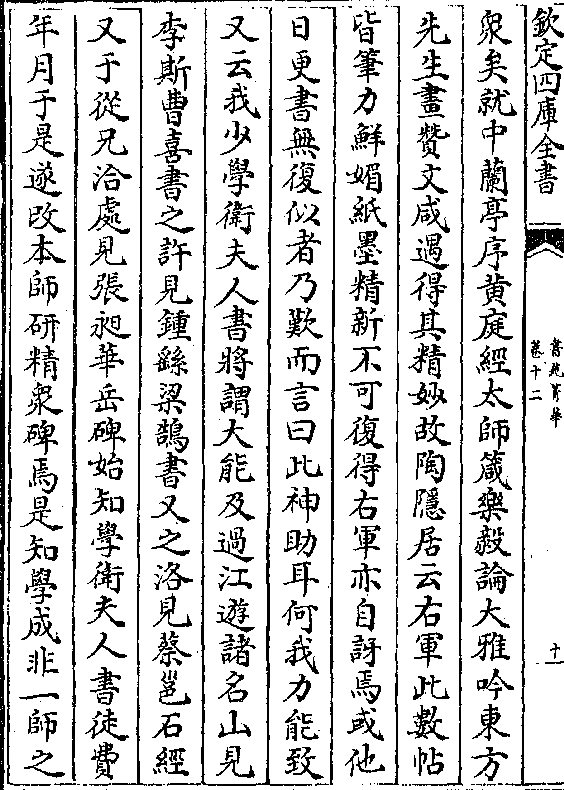 欽定四庫全書
書苑菁華
卷十二
十一
衆矣就中蘭亭序黄庭經太師箴樂毅論大雅吟東方
先生畫贊文咸遇得其精妙故陶隱居云右軍此數帖
皆筆力鮮媚紙墨精新不可復得右軍亦自訝焉或他
日更書無復似者乃歎而言曰此神助耳何我力能致
又云我少學衛夫人書將謂大能及過江遊諸名山見
李斯曹喜書之許見鍾繇梁鵠書又之洛見蔡邕石經
又于從兄洽處見張昶華岳碑始知學衛夫人書徒費
年月于是遂改本師研精衆碑焉是知學成非一師之